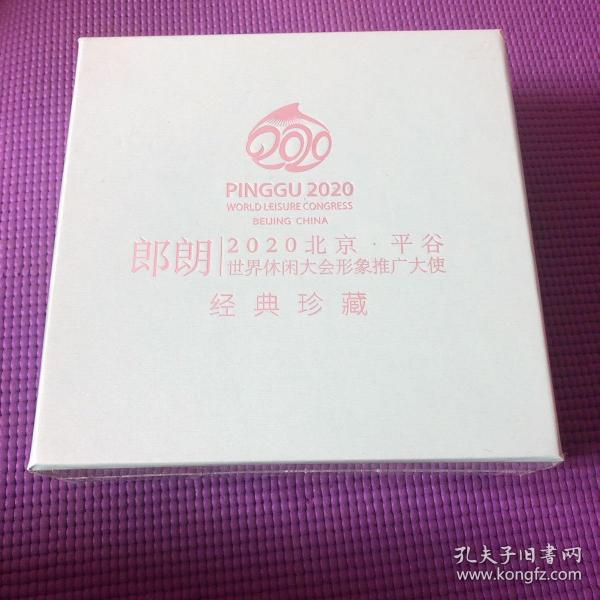 2020
PINGGU 2020
WORLD LEISURE CONGRESS
BEIJING CHINA
郎朗 2020北京·平谷
世界休闲大会形象推广大使
经典珍藏
孔夫子旧書网
www.kongfz.com